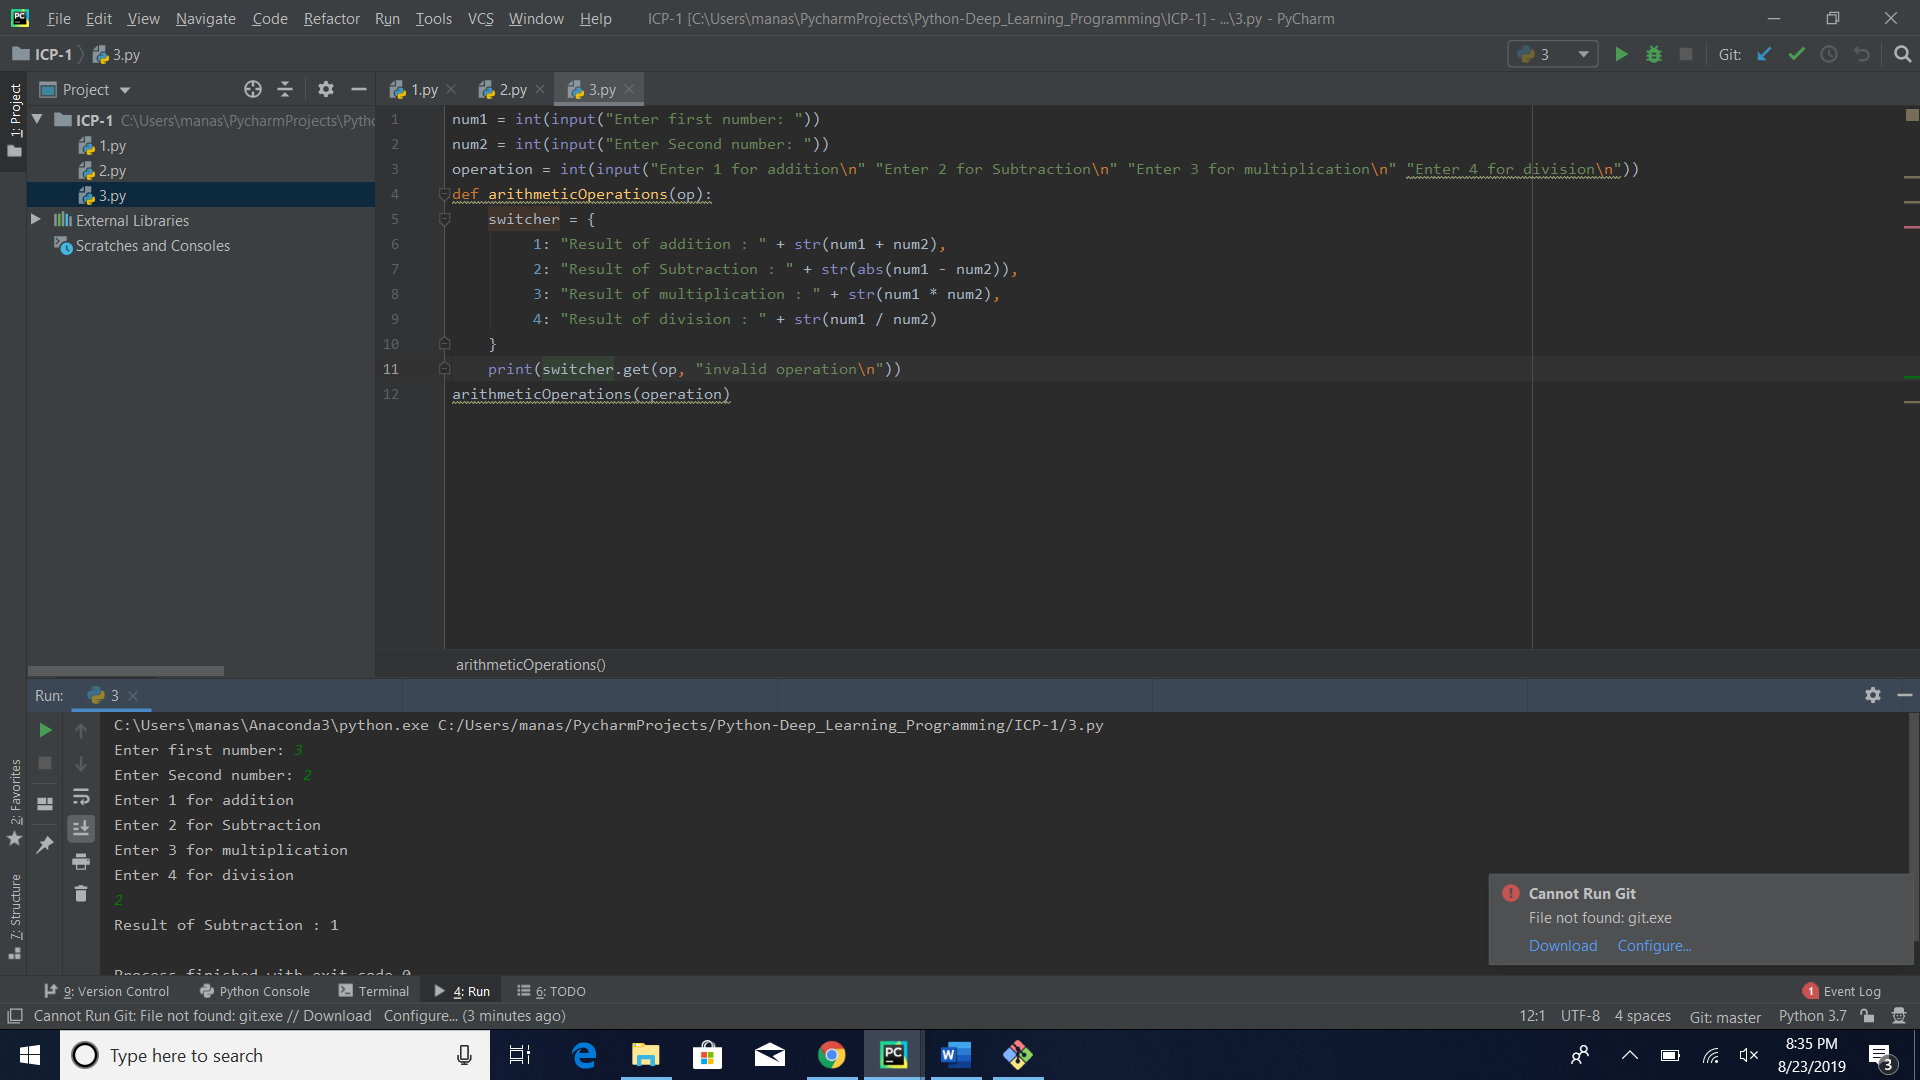 File Edit View Navigate Code Refactor Run Tools VCS Window Help ICP-1 [C:\Users\manas\PycharmProjects\Python-Deep_Learning_Programming\ICP-1] - ...\3.py - PyCharm
ICP-1 3.py 3 Git:
Project 1.py 2.py 3.py
1: Project
ICP-1 C:\Users\manas\PycharmProjects\Pytho
1.py
2.py
3.py
External Libraries
Scratches and Consoles
1 num1 = int(input("Enter first number: "))
2 num2 = int(input("Enter Second number: "))
3 operation = int(input("Enter 1 for addition\n" "Enter 2 for Subtraction\n" "Enter 3 for multiplication\n" "Enter 4 for division\n"))
4 def arithmeticOperations(op):
5 switcher = {
6 1: "Result of addition : " + str(num1 + num2),
7 2: "Result of Subtraction : " + str(abs(num1 - num2)),
8 3: "Result of multiplication : " + str(num1 * num2),
9 4: "Result of division : " + str(num1 / num2)
10 }
11 print(switcher.get(op, "invalid operation\n"))
12 arithmeticOperations(operation)
arithmeticOperations()
Run: 3
C:\Users\manas\Anaconda3\python.exe C:/Users/manas/PycharmProjects/Python-Deep_Learning_Programming/ICP-1/3.py
Enter first number: 3
Enter Second number: 2
Enter 1 for addition
Enter 2 for Subtraction
Enter 3 for multiplication
Enter 4 for division
2
Result of Subtraction : 1
Process finished with exit code 0
2: Favorites
7: Structure
Cannot Run Git
File not found: git.exe
Download Configure...
9: Version Control Python Console Terminal 4: Run 6: TODO 1 Event Log
Cannot Run Git: File not found: git.exe // Download Configure... (3 minutes ago) 12:1 UTF-8 4 spaces Git: master Python 3.7
Type here to search
8:35 PM
8/23/2019
3